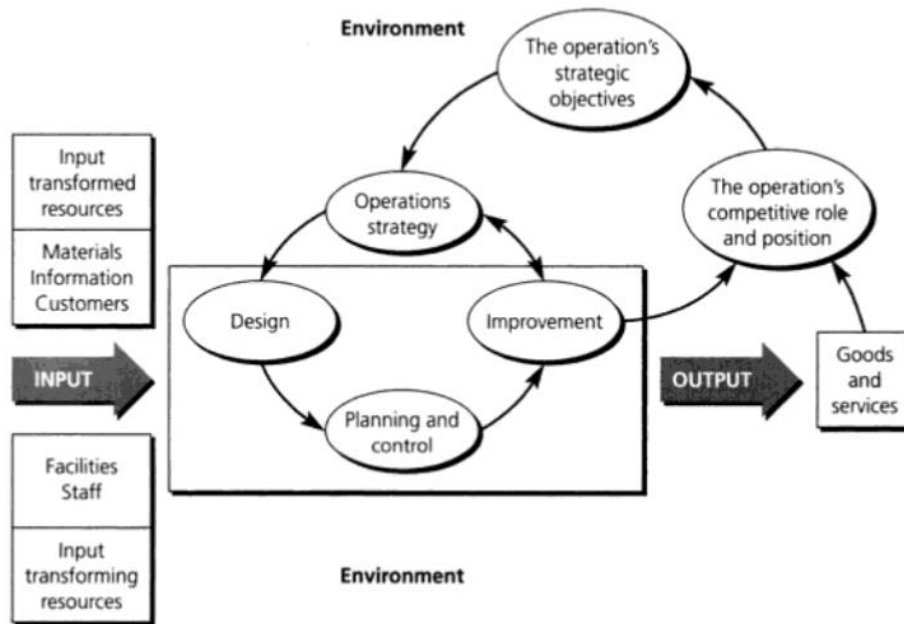 Environment
The operation's
strategic
objectives
Input
transformed
resources
Materials
Information
Customers
Operations
strategy
The operation's
competitive role
and position
Design
Improvement
INPUT
OUTPUT
Goods
and
services
Planning and
control
Facilities
Staff
Input
transforming
resources
Environment